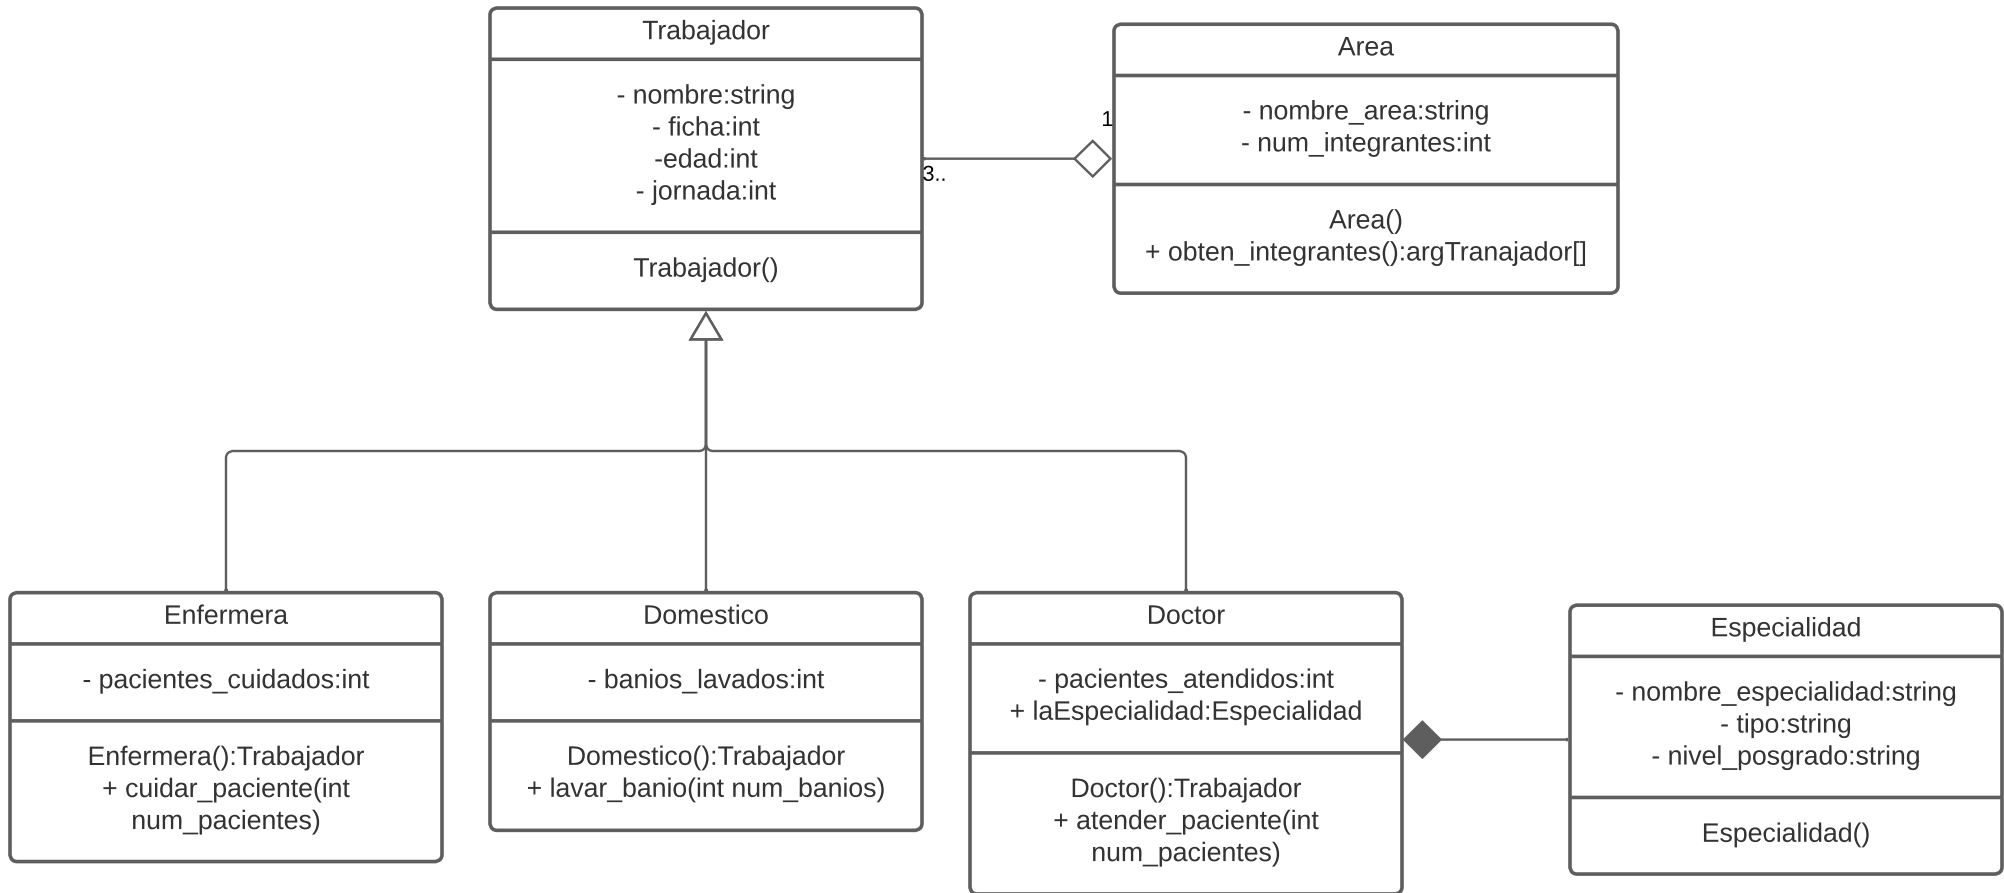 Trabajador
- nombre:string
- ficha:int
-edad:int
- jornada:int
Trabajador()
1
3..
Area
- nombre_area:string
- num_integrantes:int
Area()
+ obten_integrantes():argTranajador[]
Enfermera
- pacientes_cuidados:int
Enfermera():Trabajador
+ cuidar_paciente(int
num_pacientes)
Domestico
- banios_lavados:int
Domestico():Trabajador
+ lavar_banio(int num_banios)
Doctor
- pacientes_atendidos:int
+ laEspecialidad:Especialidad
Doctor():Trabajador
+ atender_paciente(int
num_pacientes)
Especialidad
- nombre_especialidad:string
- tipo:string
- nivel_posgrado:string
Especialidad()